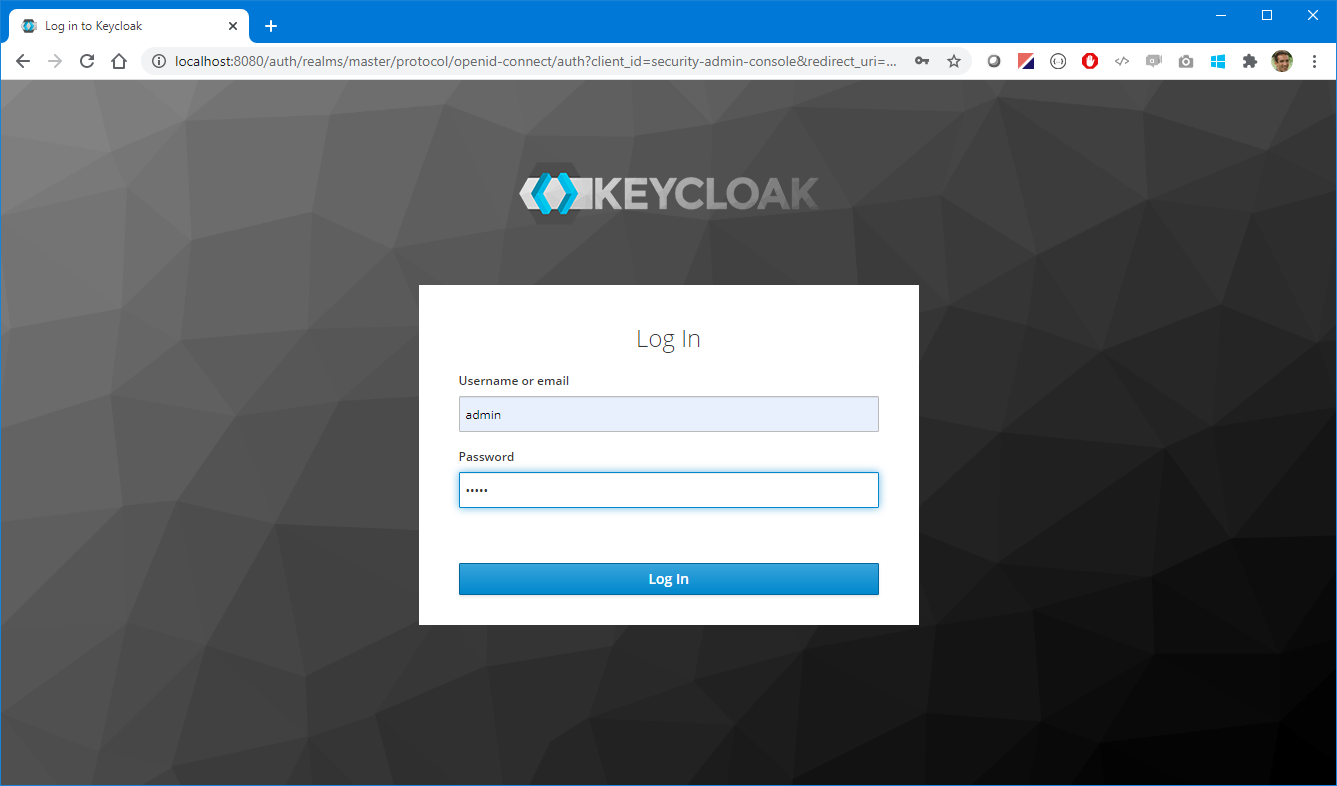 Log in to Keycloak
localhost:8080/auth/realms/master/protocol/openid-connect/auth?client_id=security-admin-console&redirect_uri=...
KEYCLOAK
Log In
Username or email
admin
Password
•••••
Log In